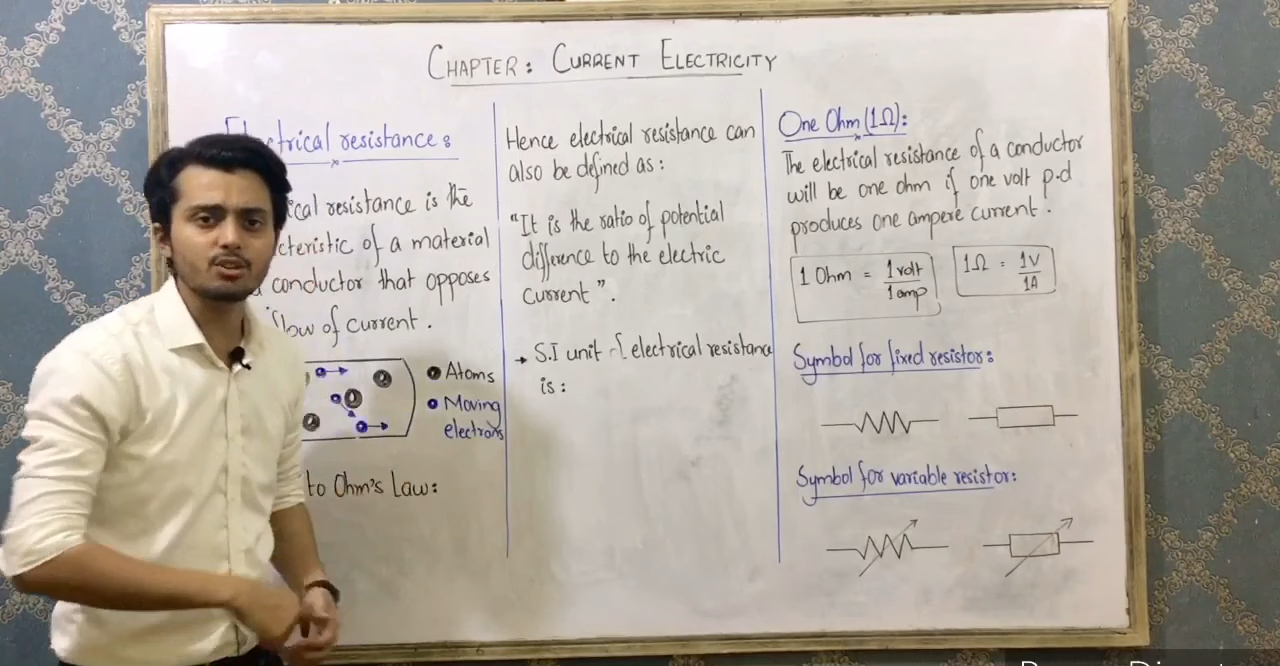 CHAPTER: CURRENT ELECTRICITY
trical resistance:
ical resistance is the
cteristic of a material
conductor that opposes
flow of current.
Atoms
Moving
electrons
to Ohm's Law:
Hence electrical resistance can
also be defined as:
"It is the ratio of potential
difference to the electric
current".
→ S.I unit of electrical resistance
is:
One Ohm (1Ω):
The electrical resistance of a conductor
will be one ohm if one volt p.d
produces one ampere current.
1 Ohm = 1 volt / 1 amp
1Ω = 1V / 1A
Symbol for fixed resistor:
Symbol for variable resistor: